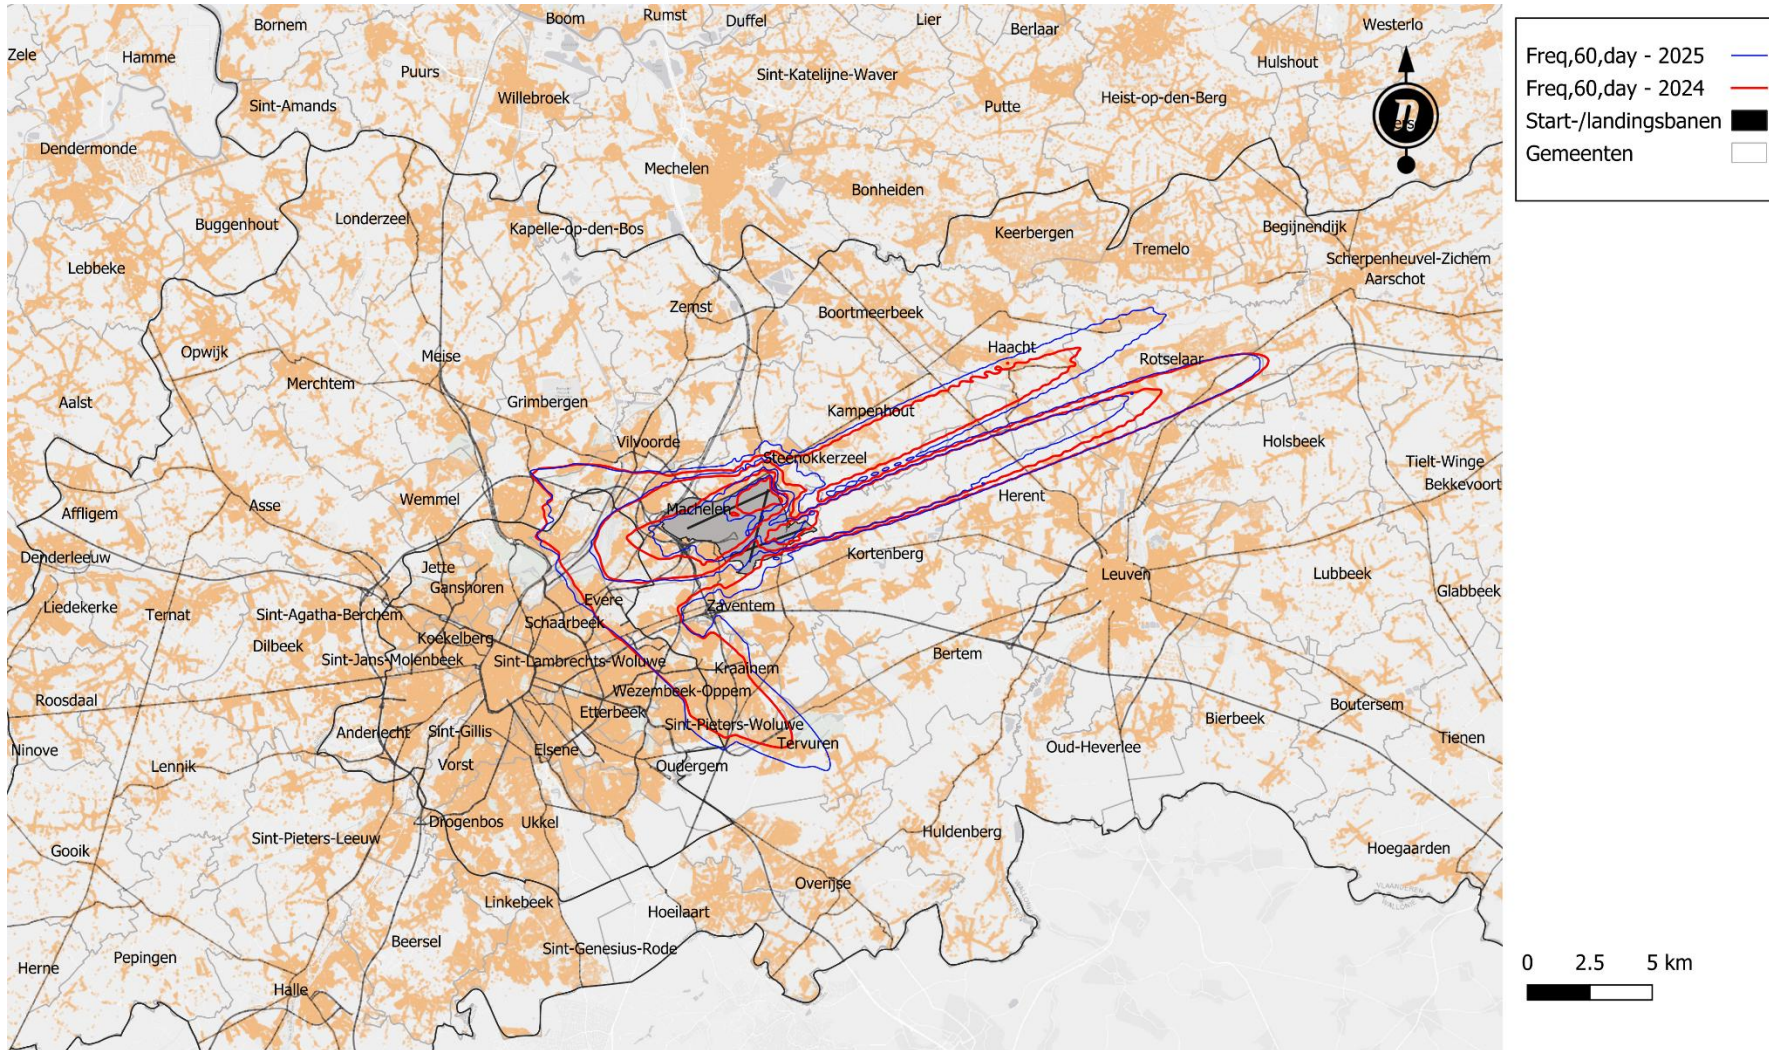 Bornem
Boom
Rumst
Duffel
Lier
Berlaar
Westerlo
Zele
Hamme
Puurs
Sint-Katelijne-Waver
Hulshout
Sint-Amands
Willebroek
Putte
Heist-op-den-Berg
Dendermonde
Mechelen
Bonheiden
Buggenhout
Londerzeel
Kapelle-op-den-Bos
Keerbergen
Tremelo
Begijnendijk
Lebbeke
Scherpenheuvel-Zichem
Aarschot
Zemst
Boortmeerbeek
Opwijk
Meise
Haacht
Rotselaar
Merchtem
Aalst
Grimbergen
Kampenhout
Vilvoorde
Holsbeek
Steenokkerzeel
Tielt-Winge
Bekkevoort
Affligem
Asse
Wemmel
Machelen
Herent
Denderleeuw
Jette
Ganshoren
Kortenberg
Leuven
Lubbeek
Glabbeek
Liedekerke
Ternat
Sint-Agatha-Berchem
Evere
Zaventem
Schaarbeek
Dilbeek
Koekelberg
Sint-Jans-Molenbeek
Sint-Lambrechts-Woluwe
Kraainem
Bertem
Roosdaal
Wezembeek-Oppem
Etterbeek
Sint-Pieters-Woluwe
Bierbeek
Boutersem
Anderlecht
Sint-Gillis
Tervuren
Oud-Heverlee
Tienen
Ninove
Lennik
Vorst
Elsene
Oudergem
Drogenbos
Ukkel
Sint-Pieters-Leeuw
Huldenberg
Gooik
Hoegaarden
Overijse
VLAANDEREN
WALLONIE
Linkebeek
Hoeilaart
Beersel
Sint-Genesius-Rode
Pepingen
Herne
Halle
Freq,60,day - 2025
Freq,60,day - 2024
Start-/landingsbanen
Gemeenten
0 2.5 5 km